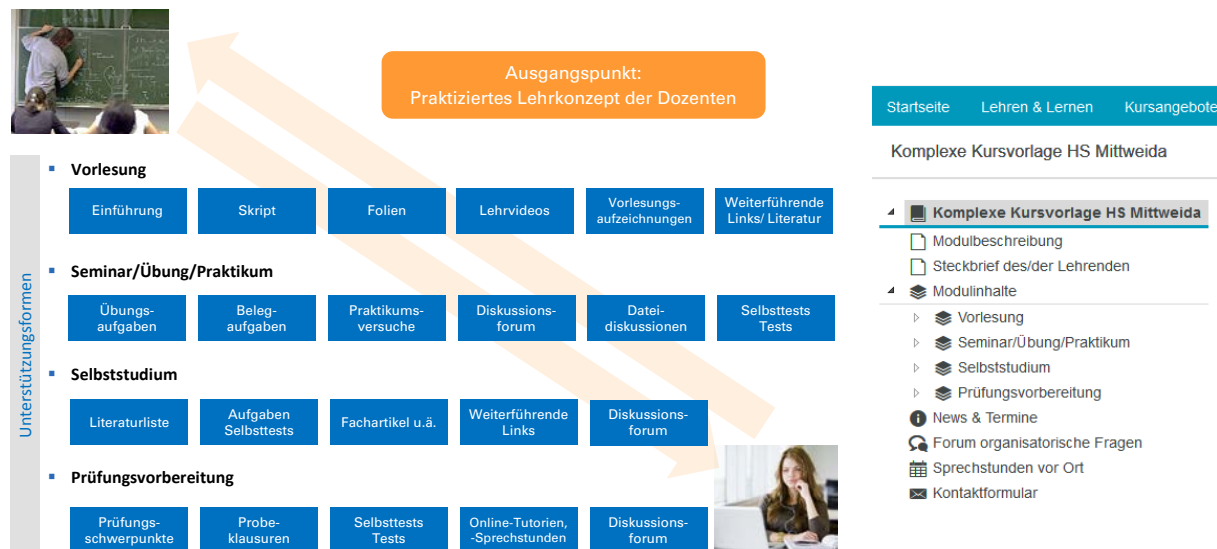 Ausgangspunkt:
Praktiziertes Lehrkonzept der Dozenten
Unterstützungsformen
Vorlesung
Einführung
Skript
Folien
Lehrvideos
Vorlesungs-
aufzeichnungen
Weiterführende
Links/ Literatur
Seminar/Übung/Praktikum
Übungs-
aufgaben
Beleg-
aufgaben
Praktikums-
versuche
Diskussions-
forum
Datei-
diskussionen
Selbsttests
Tests
Selbststudium
Literaturliste
Aufgaben
Selbsttests
Fachartikel u.ä.
Weiterführende
Links
Diskussions-
forum
Prüfungsvorbereitung
Prüfungs-
schwerpunkte
Probe-
klausuren
Selbsttests
Tests
Online-Tutorien,
-Sprechstunden
Diskussions-
forum
Startseite Lehren & Lernen Kursangebote
Komplexe Kursvorlage HS Mittweida
Komplexe Kursvorlage HS Mittweida
Modulbeschreibung
Steckbrief des/der Lehrenden
Modulinhalte
Vorlesung
Seminar/Übung/Praktikum
Selbststudium
Prüfungsvorbereitung
News & Termine
Forum organisatorische Fragen
Sprechstunden vor Ort
Kontaktformular